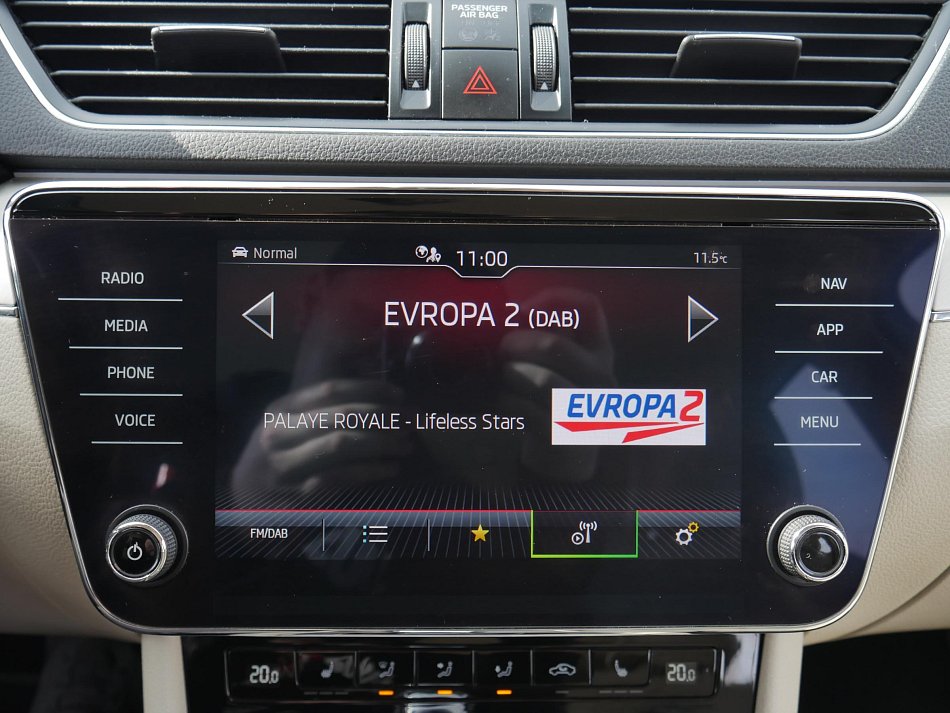 PASSENGER
AIR BAG
Normal
11:00
11.5°C
RADIO
MEDIA
PHONE
VOICE
EVROPA 2 (DAB)
PALAYE ROYALE - Lifeless Stars
EVROPA 2
FM/DAB
NAV
APP
CAR
MENU
20.0
20.0